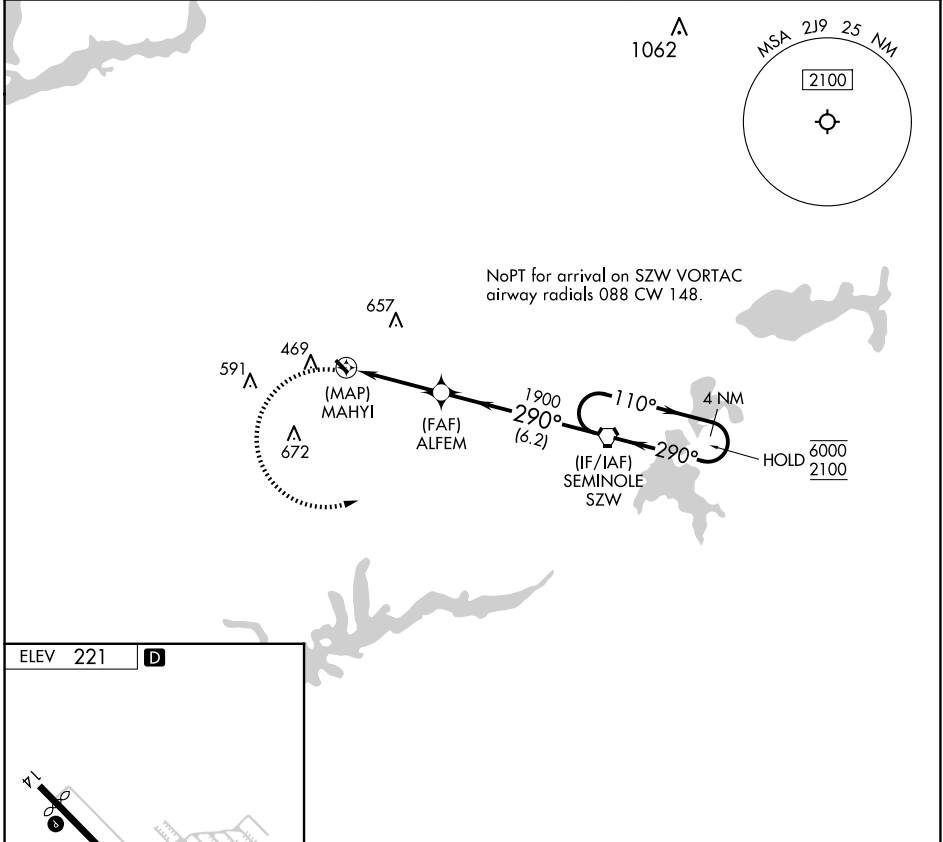 1062
MSA 2J9 25 NM
2100
NoPT for arrival on SZW VORTAC
airway radials 088 CW 148.
657
469
591
(MAP)
MAHYI
672
(FAF)
ALFEM
1900
290°
(6.2)
110°
4 NM
290°
(IF/IAF)
SEMINOLE
SZW
HOLD 6000
2100
ELEV 221 D
14
P